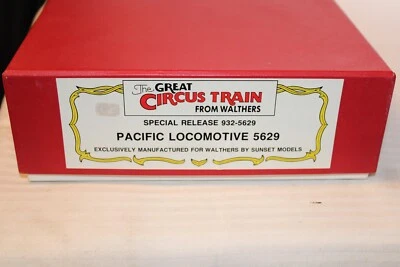 The GREAT
CIRCUS TRAIN
FROM WALTHERS
SPECIAL RELEASE 932-5629
PACIFIC LOCOMOTIVE 5629
EXCLUSIVELY MANUFACTURED FOR WALTHERS BY SUNSET MODELS